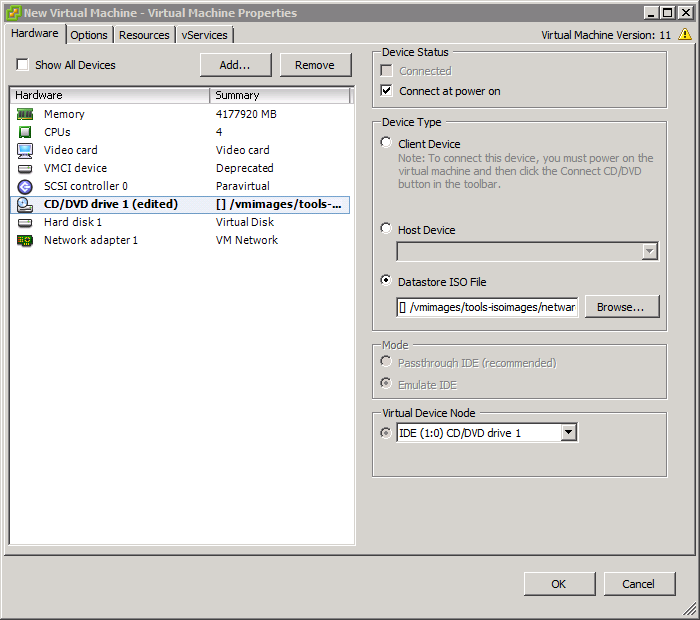 New Virtual Machine - Virtual Machine Properties
Hardware Options Resources vServices Virtual Machine Version: 11
Show All Devices Add... Remove
Hardware Summary
Memory 4177920 MB
CPUs 4
Video card Video card
VMCI device Deprecated
SCSI controller 0 Paravirtual
CD/DVD drive 1 (edited) [] /vmimages/tools-...
Hard disk 1 Virtual Disk
Network adapter 1 VM Network
Device Status
Connected
Connect at power on
Device Type
Client Device
Note: To connect this device, you must power on the
virtual machine and then click the Connect CD/DVD
button in the toolbar.
Host Device
Datastore ISO File
[] /vmimages/tools-isoimages/netwar Browse...
Mode
Passthrough IDE (recommended)
Emulate IDE
Virtual Device Node
IDE (1:0) CD/DVD drive 1
OK Cancel